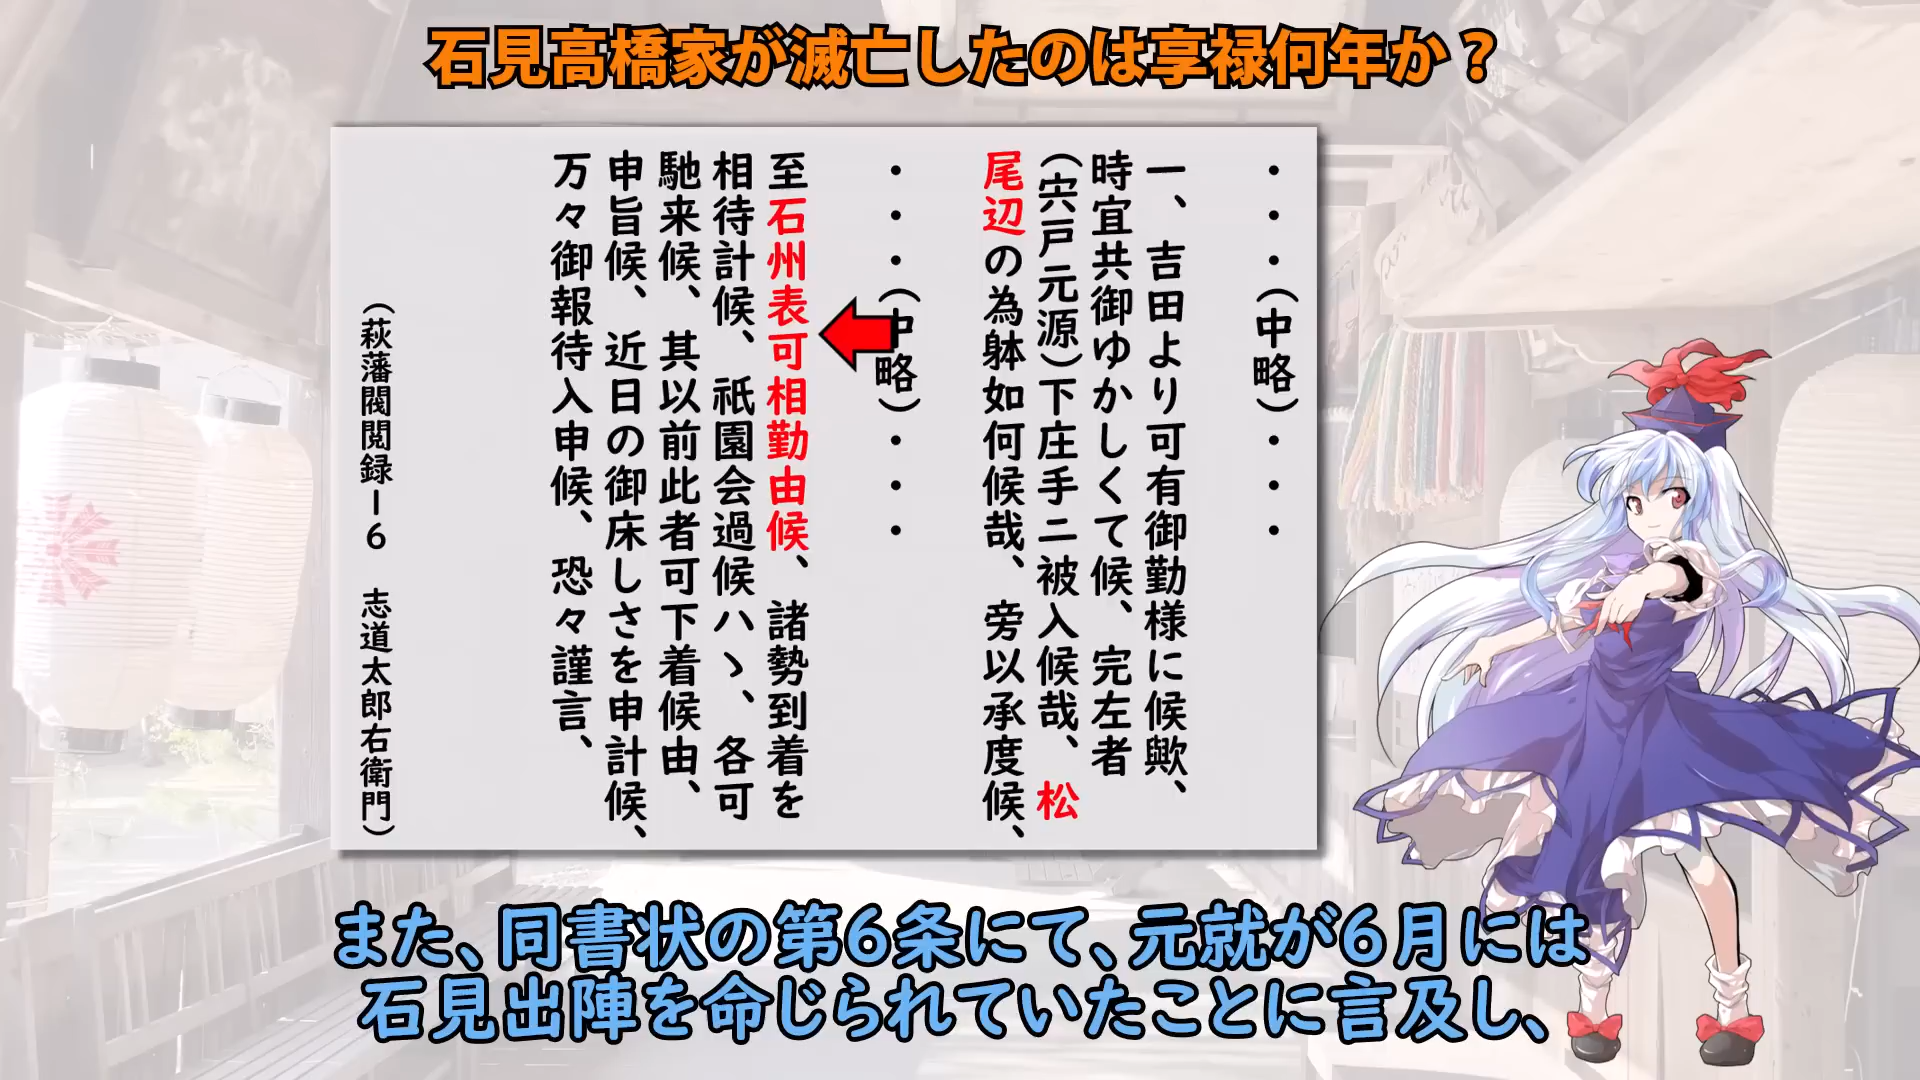 石見高橋家が滅亡したのは享禄何年か？
・・・（中略）・・・
一、吉田より可有御勤様に候歟、
時宜共御ゆかしくて候、完左者
（宍戸元源）下庄手ニ被入候哉、松
尾辺の為躰如何候哉、旁以承度候、
・・・（中略）・・・
至石州表可相勤由候、諸勢到着を
相待計候、祇園会過候ハゝ、各可
馳来候、其以前此者可下着候由、
申旨候、近日の御床しさを申計候、
万々御報待入申候、恐々謹言、
（萩藩閥閲録－６　志道太郎右衛門）
また、同書状の第６条にて、元就が６月には
石見出陣を命じられていたことに言及し、